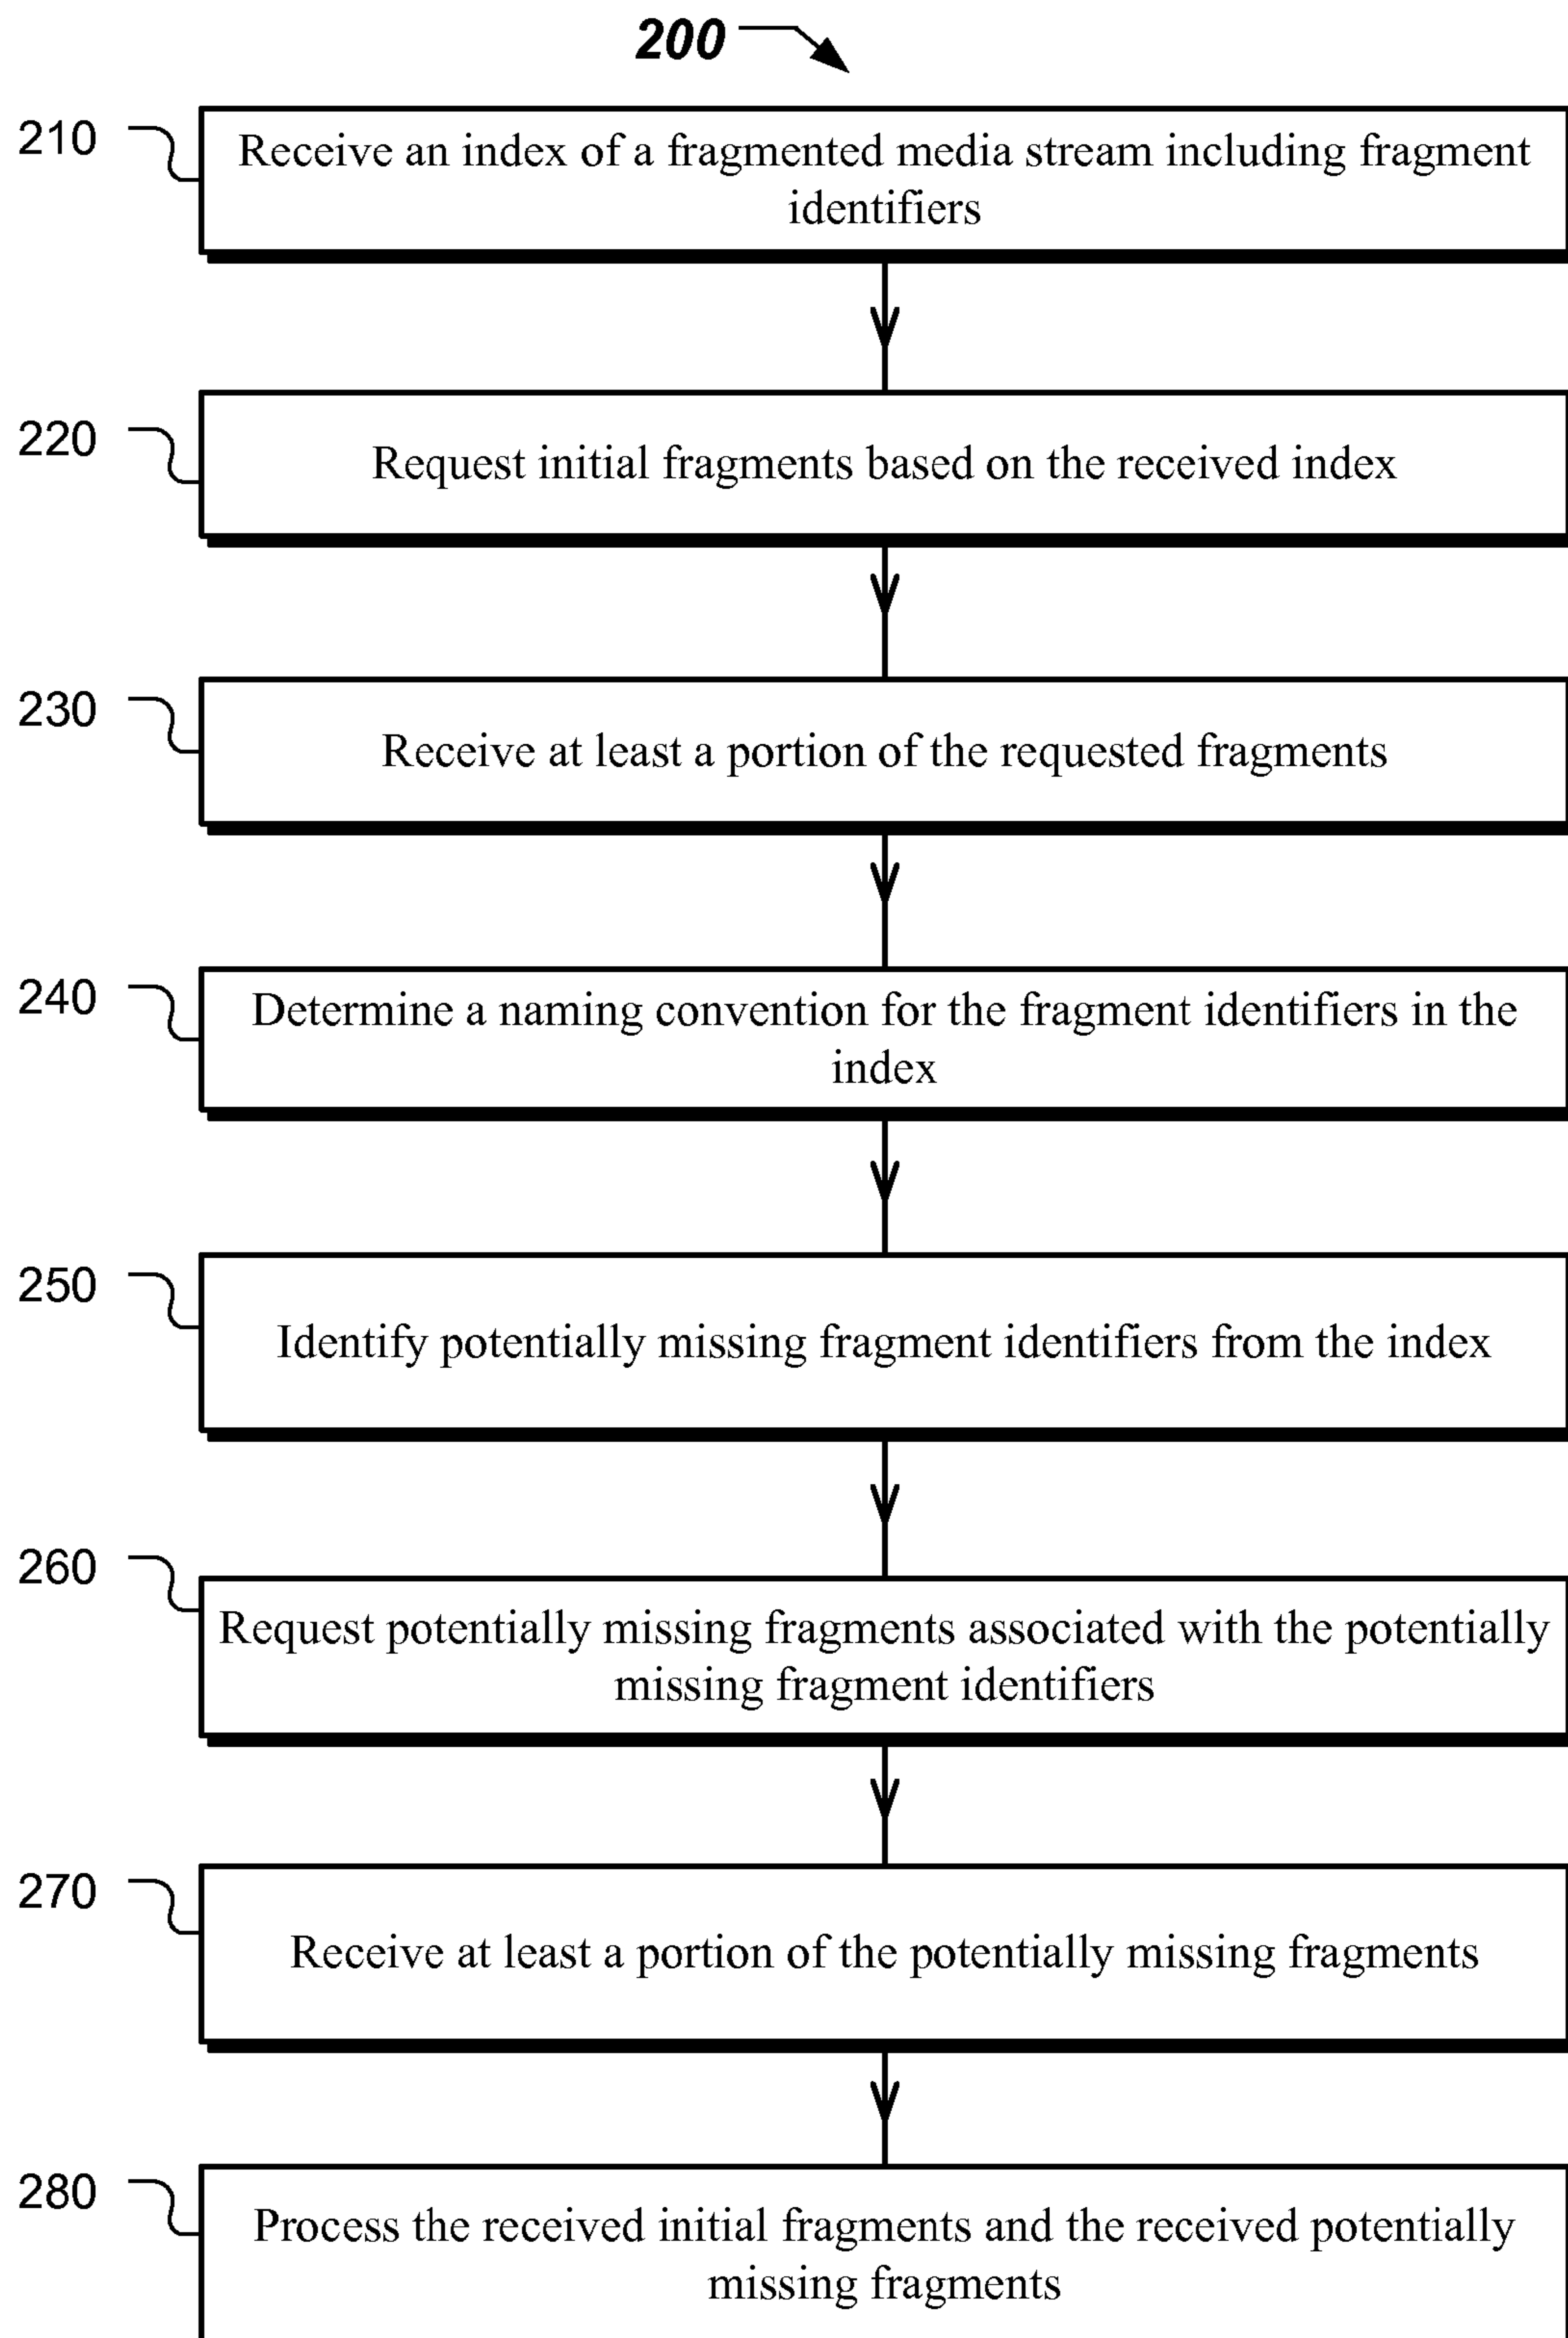 200
210
Receive an index of a fragmented media stream including fragment
identifiers
220
Request initial fragments based on the received index
230
Receive at least a portion of the requested fragments
240
Determine a naming convention for the fragment identifiers in the
index
250
Identify potentially missing fragment identifiers from the index
260
Request potentially missing fragments associated with the potentially
missing fragment identifiers
270
Receive at least a portion of the potentially missing fragments
280
Process the received initial fragments and the received potentially
missing fragments